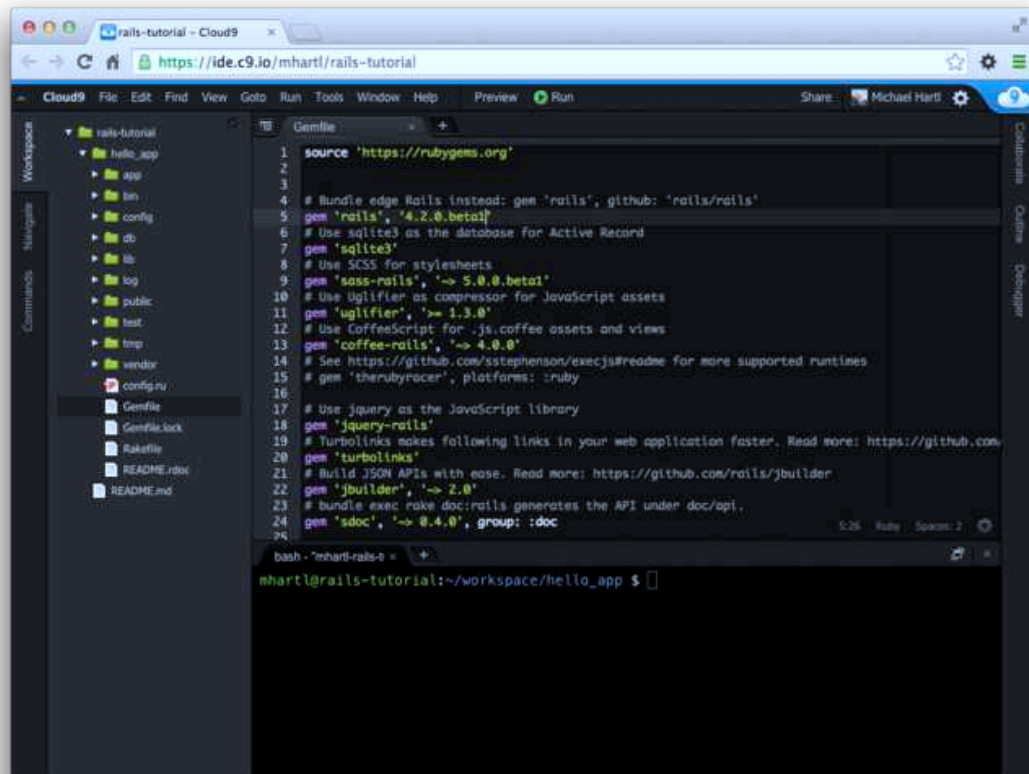 rails-tutorial - Cloud9
https://ide.c9.io/mhartl/rails-tutorial
Cloud9 File Edit Find View Goto Run Tools Window Help Preview Run Share Michael Hartl
Workspace
Navigate
Commands
rails-tutorial
hello_app
app
bin
config
db
lib
log
public
test
tmp
vendor
config.ru
Gemfile
Gemfile.lock
Rakefile
README.rdoc
README.md
Gemfile
1 source 'https://rubygems.org'
2
3
4 # Bundle edge Rails instead: gem 'rails', github: 'rails/rails'
5 gem 'rails', '4.2.0.beta1'
6 # Use sqlite3 as the database for Active Record
7 gem 'sqlite3'
8 # Use SCSS for stylesheets
9 gem 'sass-rails', '~> 5.0.0.beta1'
10 # Use Uglifier as compressor for JavaScript assets
11 gem 'uglifier', '>= 1.3.0'
12 # Use CoffeeScript for .js.coffee assets and views
13 gem 'coffee-rails', '~> 4.0.0'
14 # See https://github.com/sstephenson/execjs#readme for more supported runtimes
15 # gem 'therubyracer', platforms: :ruby
16
17 # Use jquery as the JavaScript library
18 gem 'jquery-rails'
19 # Turbolinks makes following links in your web application faster. Read more: https://github.com
20 gem 'turbolinks'
21 # Build JSON APIs with ease. Read more: https://github.com/rails/jbuilder
22 gem 'jbuilder', '~> 2.0'
23 # bundle exec rake doc:rails generates the API under doc/api.
24 gem 'sdoc', '~> 0.4.0', group: :doc
25
5:26 Ruby Spaces: 2
bash - "mhartl-rails-t
mhartl@rails-tutorial:~/workspace/hello_app $
Collaborate
Outline
Debugger